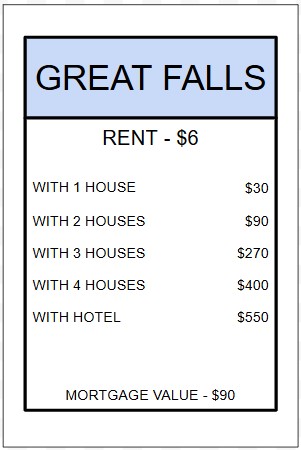 GREAT FALLS
RENT - $6
WITH 1 HOUSE $30
WITH 2 HOUSES $90
WITH 3 HOUSES $270
WITH 4 HOUSES $400
WITH HOTEL $550
MORTGAGE VALUE - $90